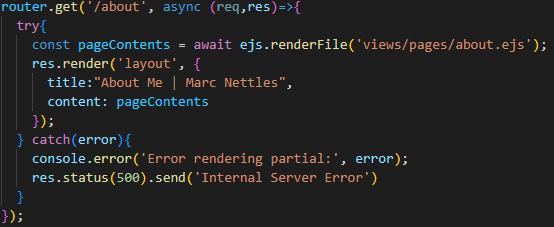 router.get('/about', async (req,res)=>{
  try{
    const pageContents = await ejs.renderFile('views/pages/about.ejs');
    res.render('layout', {
      title:"About Me | Marc Nettles",
      content: pageContents
    });
  } catch(error){
    console.error('Error rendering partial:', error);
    res.status(500).send('Internal Server Error')
  }
});